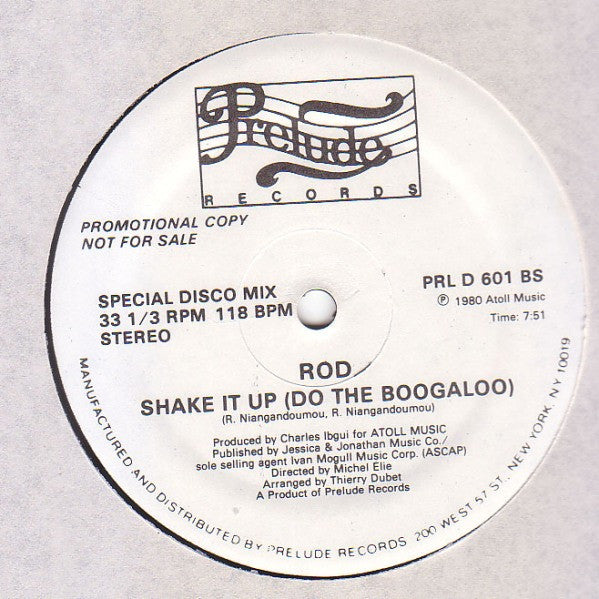 Prelude
RECORDS
PROMOTIONAL COPY
NOT FOR SALE
SPECIAL DISCO MIX
33 1/3 RPM 118 BPM
STEREO
PRL D 601 BS
℗ 1980 Atoll Music
Time: 7:51
ROD
SHAKE IT UP (DO THE BOOGALOO)
(R. Niangandoumou, R. Niangandoumou)
Produced by Charles Ibgui for ATOLL MUSIC
Published by Jessica & Jonathan Music Co./
sole selling agent Ivan Mogull Music Corp. (ASCAP)
Directed by Michel Elie
Arranged by Thierry Dubet
A Product of Prelude Records
MANUFACTURED AND DISTRIBUTED BY PRELUDE RECORDS, 200 WEST 57 ST., NEW YORK, NY 10019